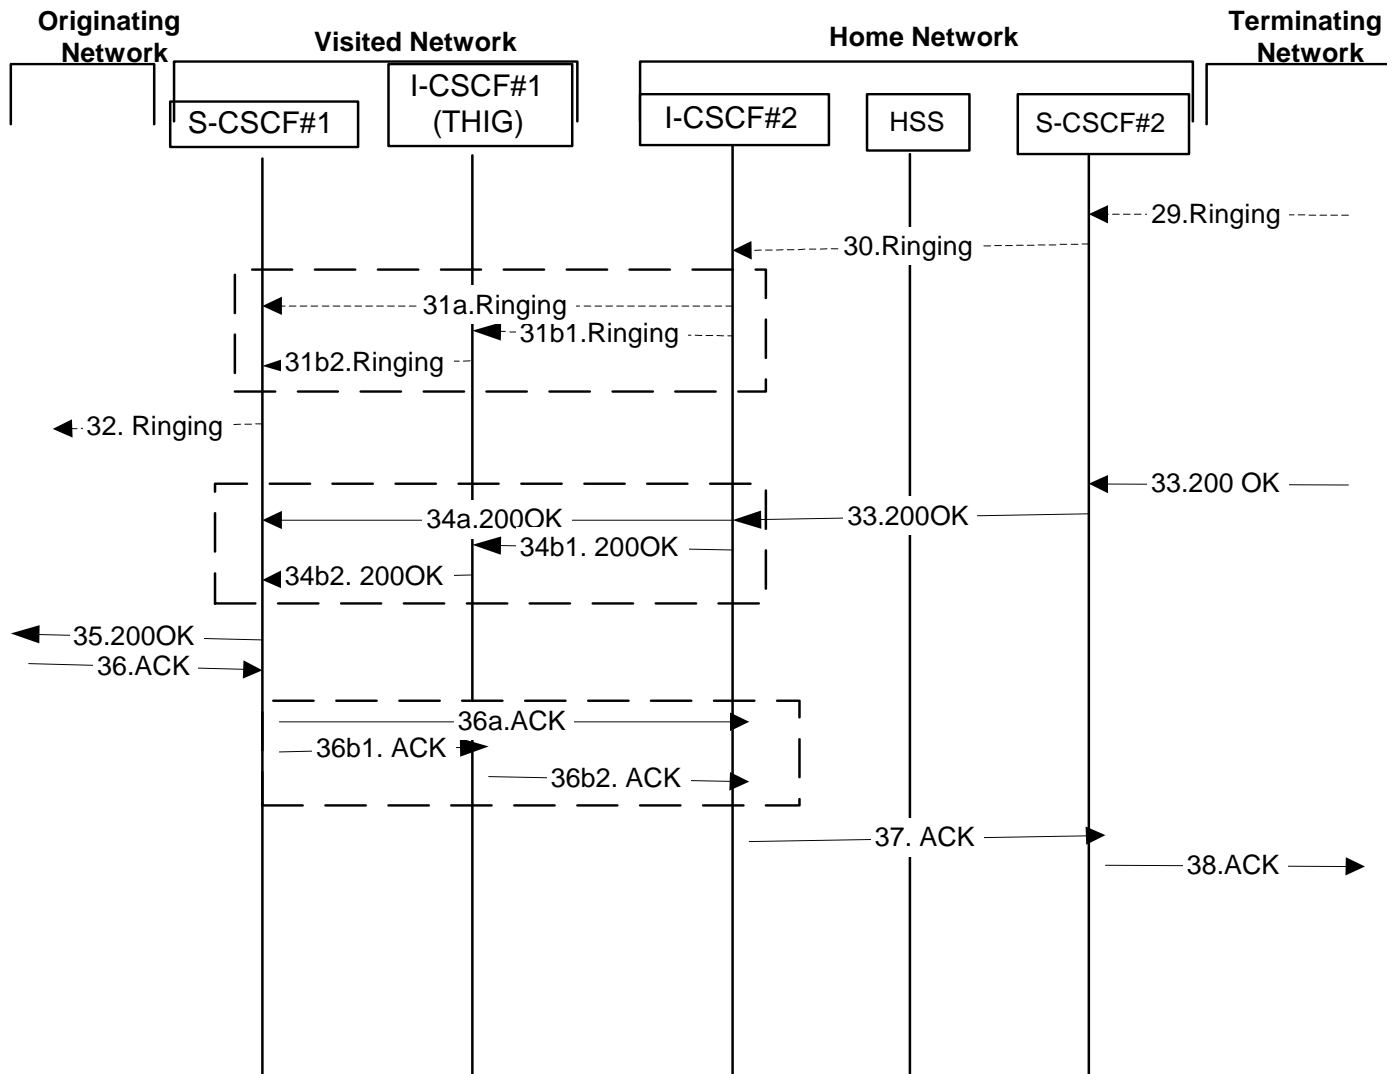 Originating
Network
Visited Network
Home Network
Terminating
Network
S-CSCF#1
I-CSCF#1
(THIG)
I-CSCF#2
HSS
S-CSCF#2
29.Ringing
30.Ringing
31a.Ringing
31b1.Ringing
31b2.Ringing
32. Ringing
33.200 OK
34a.200OK
33.200OK
34b1. 200OK
34b2. 200OK
35.200OK
36.ACK
36a.ACK
36b1. ACK
36b2. ACK
37. ACK
38.ACK